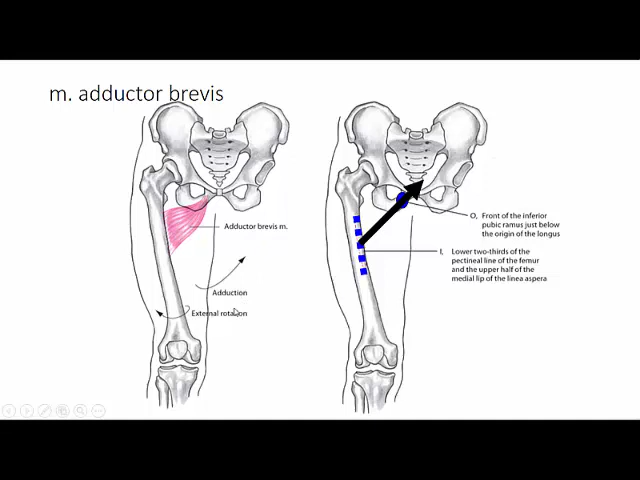 m. adductor brevis
Adductor brevis m.
Adduction
External rotation
O, Front of the inferior
pubic ramus just below
the origin of the longus
I, Lower two-thirds of the
pectineal line of the femur
and the upper half of the
medial lip of the linea aspera